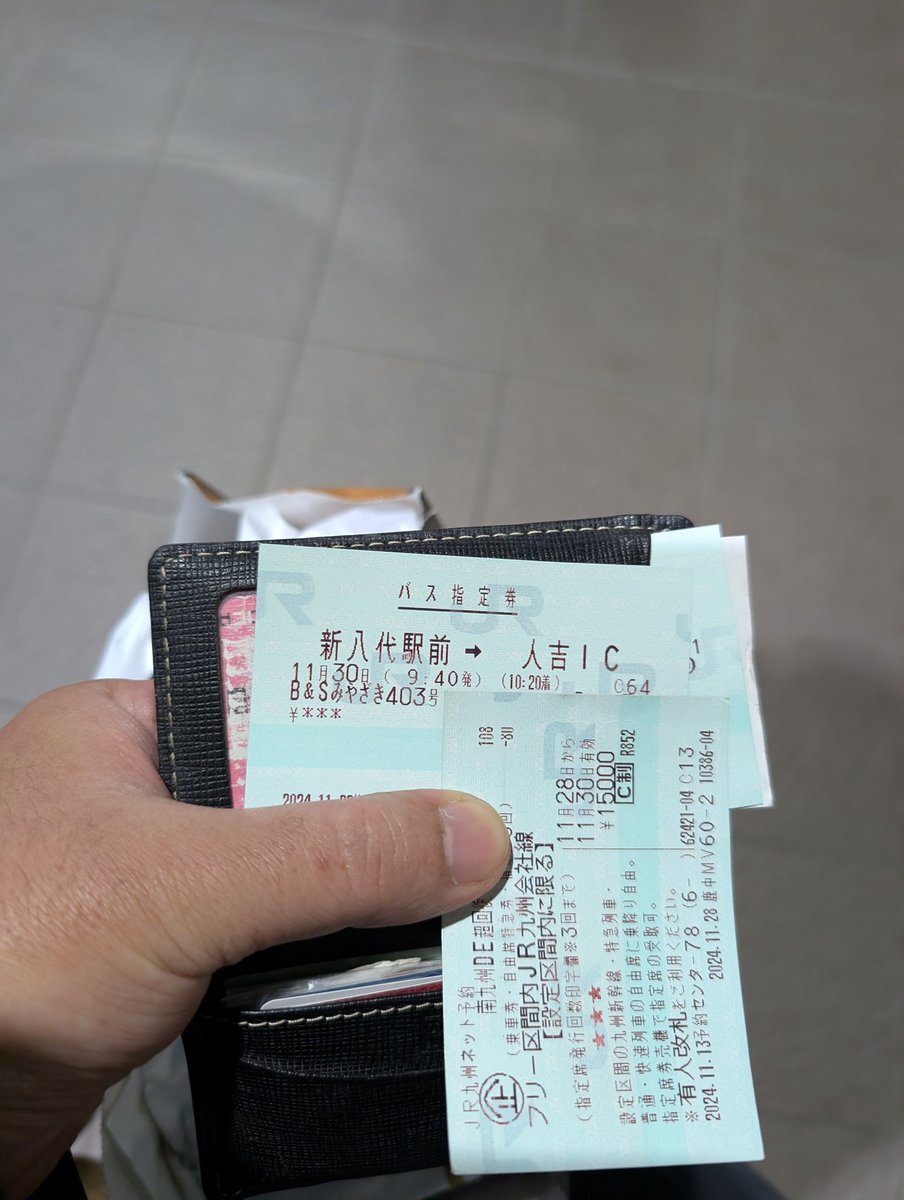 バス指定券
新八代駅前 → 人吉IC
11月30日( 9:40発) (10:20着) C64
B&Sみやざき403号
¥***
2024.11.
108
-80
JR九州ネット予約
南九州DE超回
(乗車券・自由席特急券・
フリー区間内JR九州会社線
【設定区間内に限る】
(指定席発行回数印字欄※3回まで)
★★★
設定区間の九州新幹線・特急列車・
普通・快速列車の自由席に乗降り自由。
指定席券売機で指定席の受取可。
※有人改札をご利用ください。
2024.11.13予約センター78 (6- )62421-04 C13
2024.11.28 鹿中MV60-2 10386-04
11月28日から
11月30日有効
¥15000
C制 R852
企